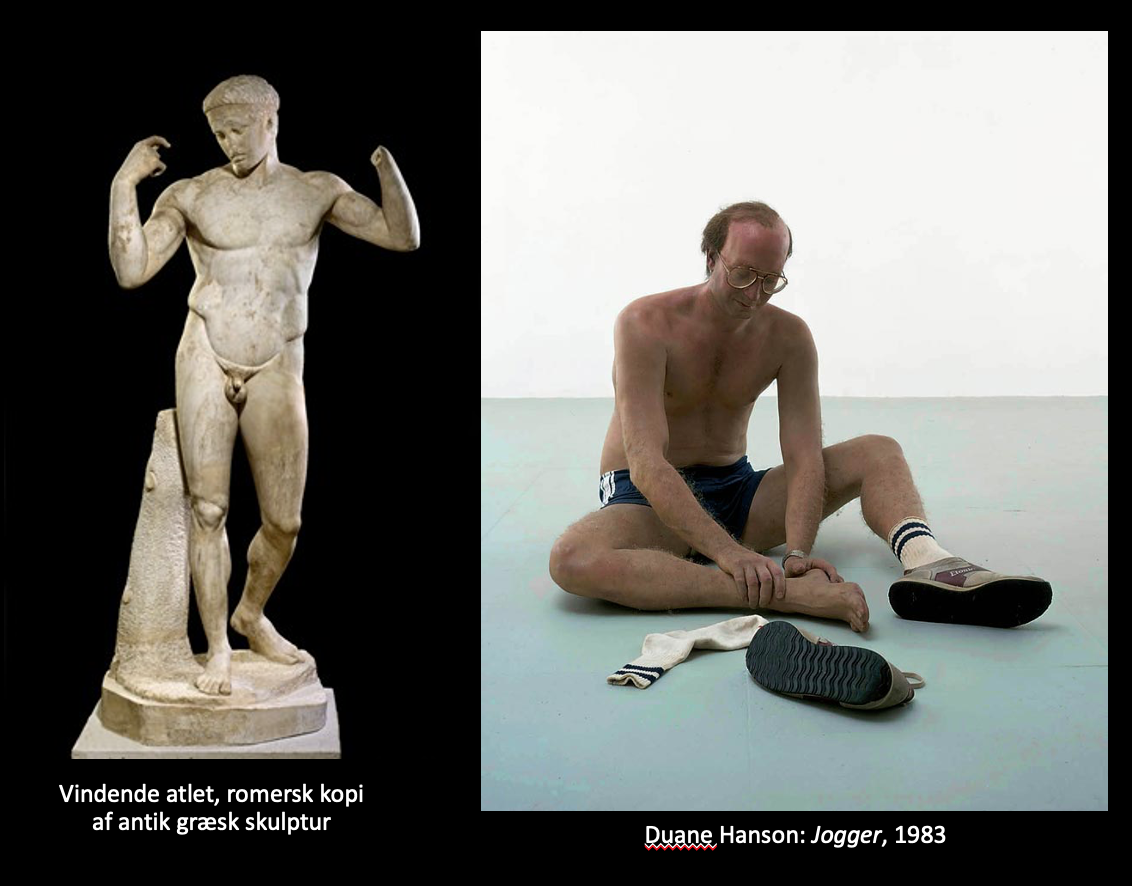 Vindende atlet, romersk kopi
af antik græsk skulptur
Duane Hanson: Jogger, 1983